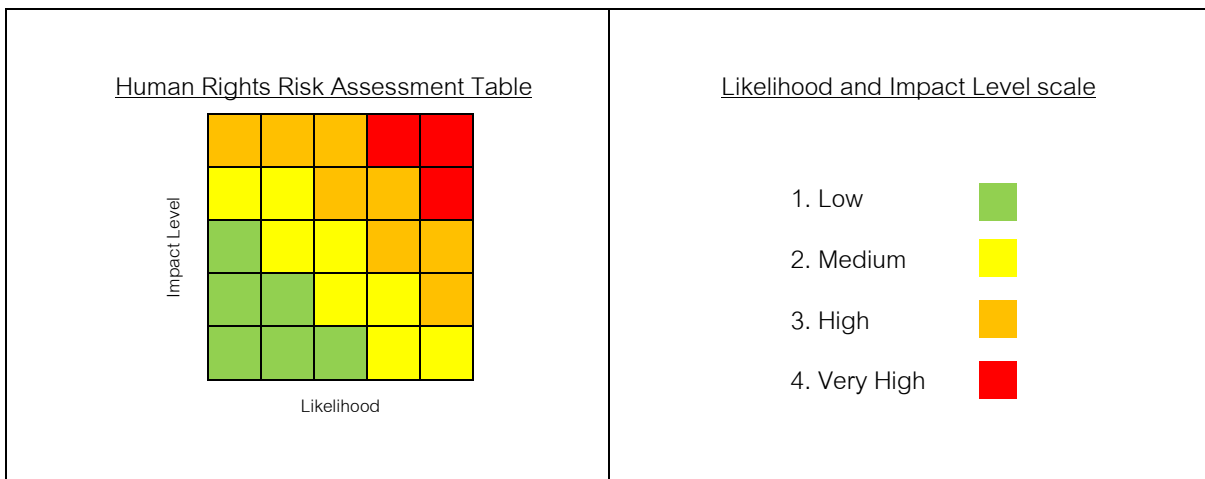 Human Rights Risk Assessment Table
Impact Level
Likelihood
Likelihood and Impact Level scale
1. Low
2. Medium
3. High
4. Very High